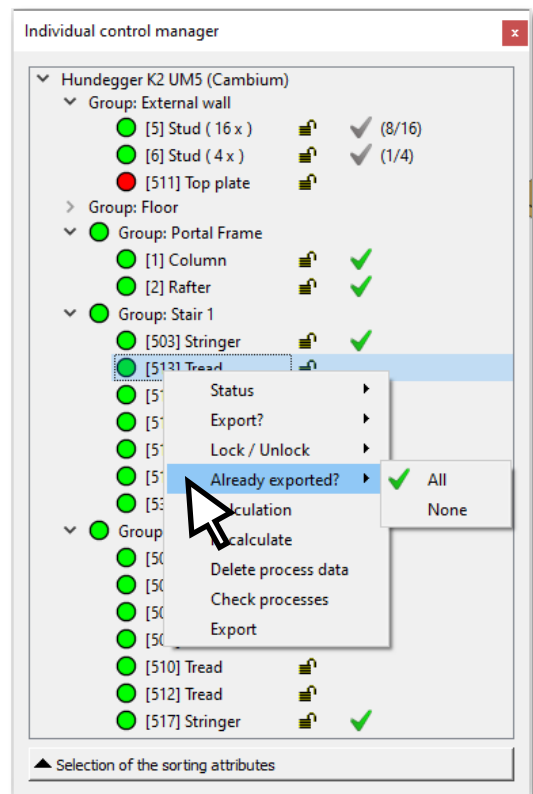 Individual control manager
x
Hundegger K2 UM5 (Cambium)
Group: External wall
[5] Stud ( 16 x ) (8/16)
[6] Stud ( 4 x ) (1/4)
[511] Top plate
Group: Floor
Group: Portal Frame
[1] Column
[2] Rafter
Group: Stair 1
[503] Stringer
[513] Tread
Status
Export?
Lock / Unlock
Already exported? All
None
Recalculate
Delete process data
Check processes
Export
Group
[510] Tread
[512] Tread
[517] Stringer
Selection of the sorting attributes